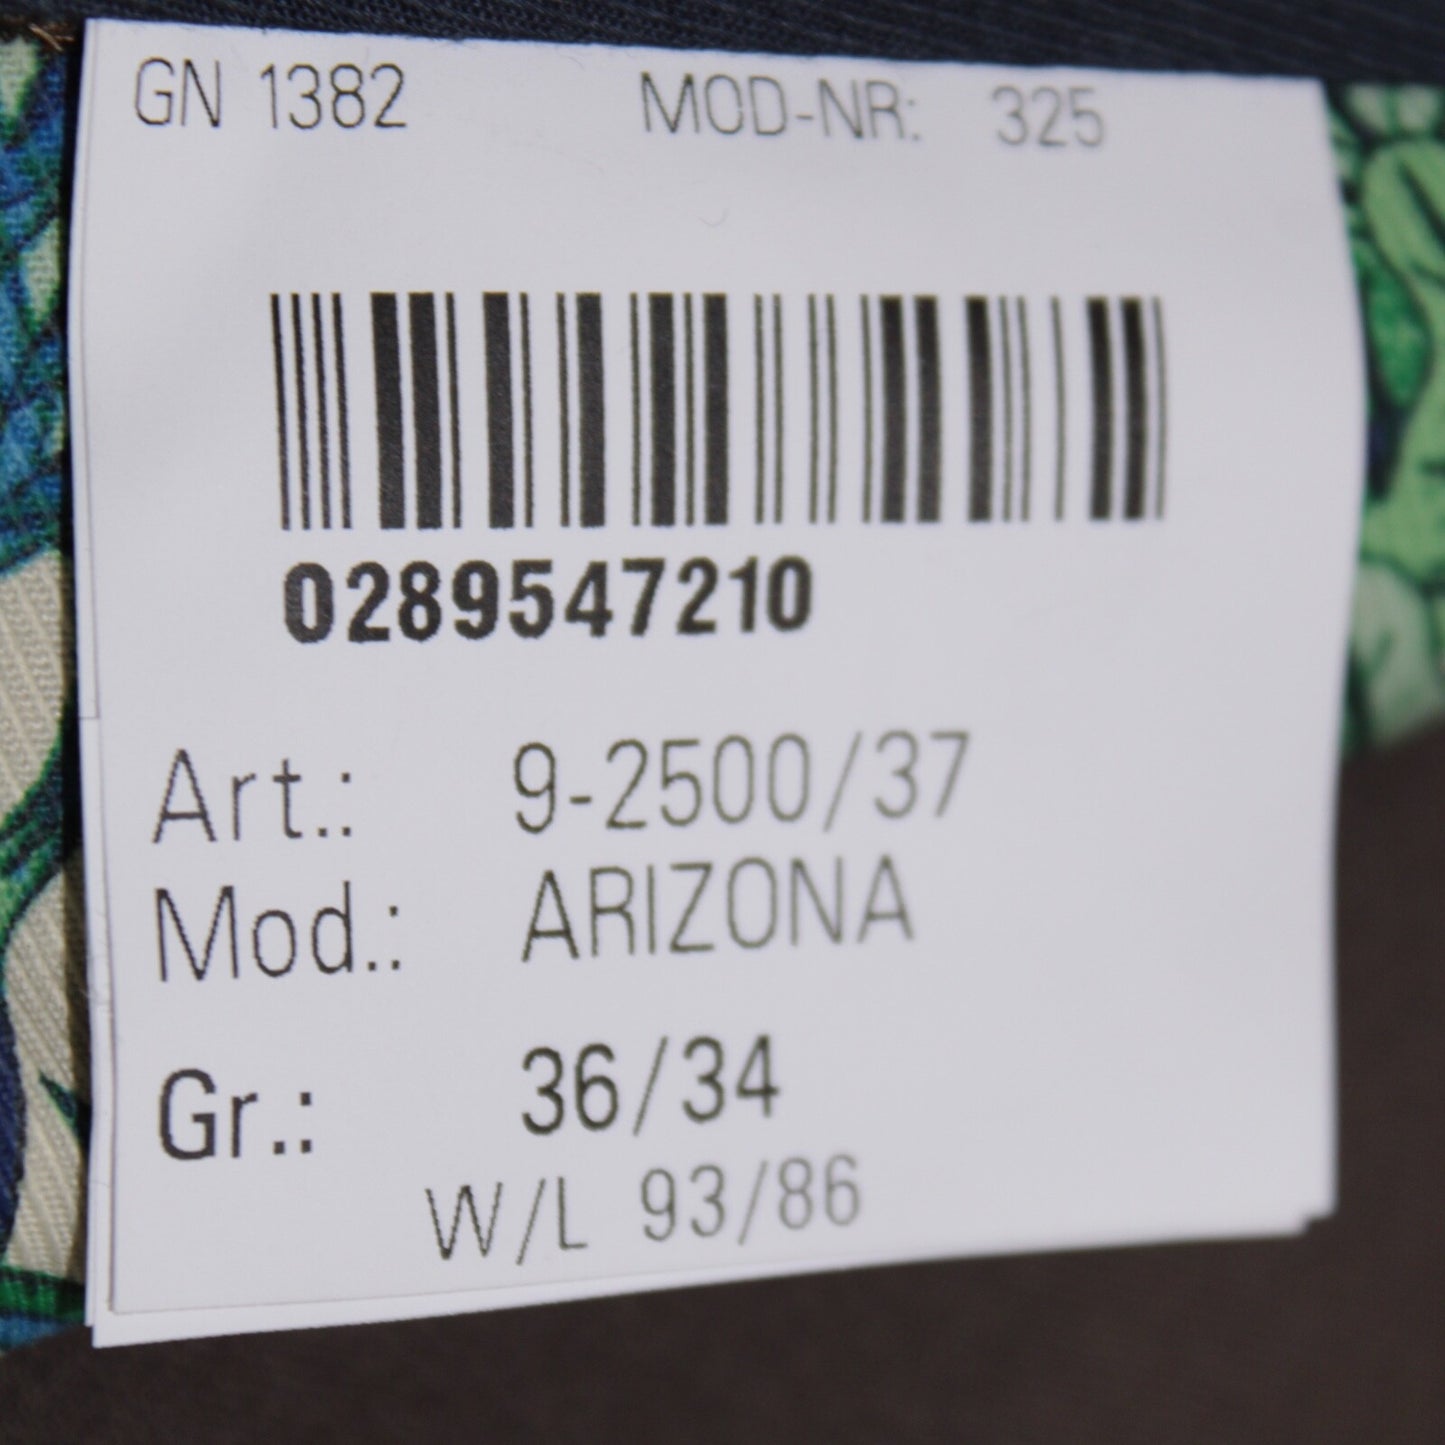 GN 1382 MOD-NR: 325
0289547210
Art.: 9-2500/37
Mod.: ARIZONA
Gr.: 36/34
W/L 93/86